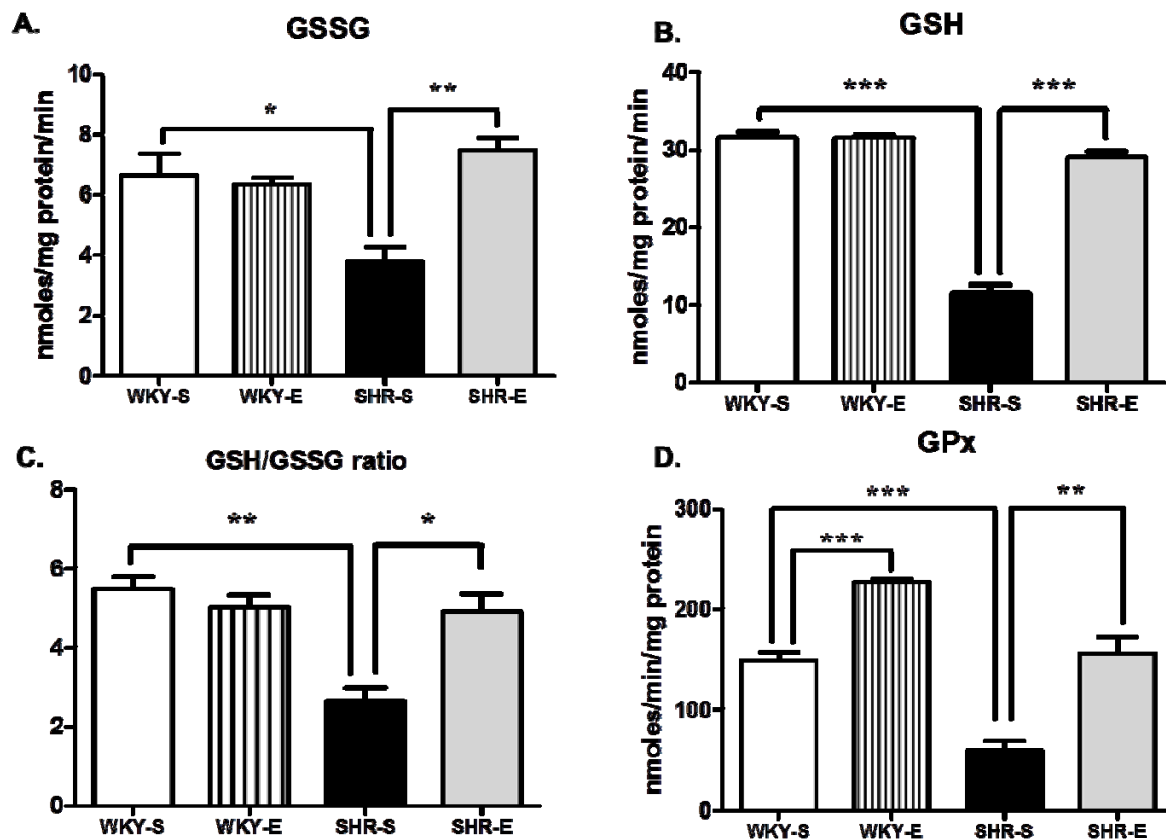 A.
GSSG
nmoles/mg protein/min
10
8
6
4
2
0
*
**
WKY-S WKY-E SHR-S SHR-E
B.
GSH
nmoles/mg protein/min
40
30
20
10
0
***
***
WKY-S WKY-E SHR-S SHR-E
C.
GSH/GSSG ratio
8
6
4
2
0
**
*
WKY-S WKY-E SHR-S SHR-E
D.
GPx
nmoles/min/mg protein
300
200
100
0
***
***
**
WKY-S WKY-E SHR-S SHR-E